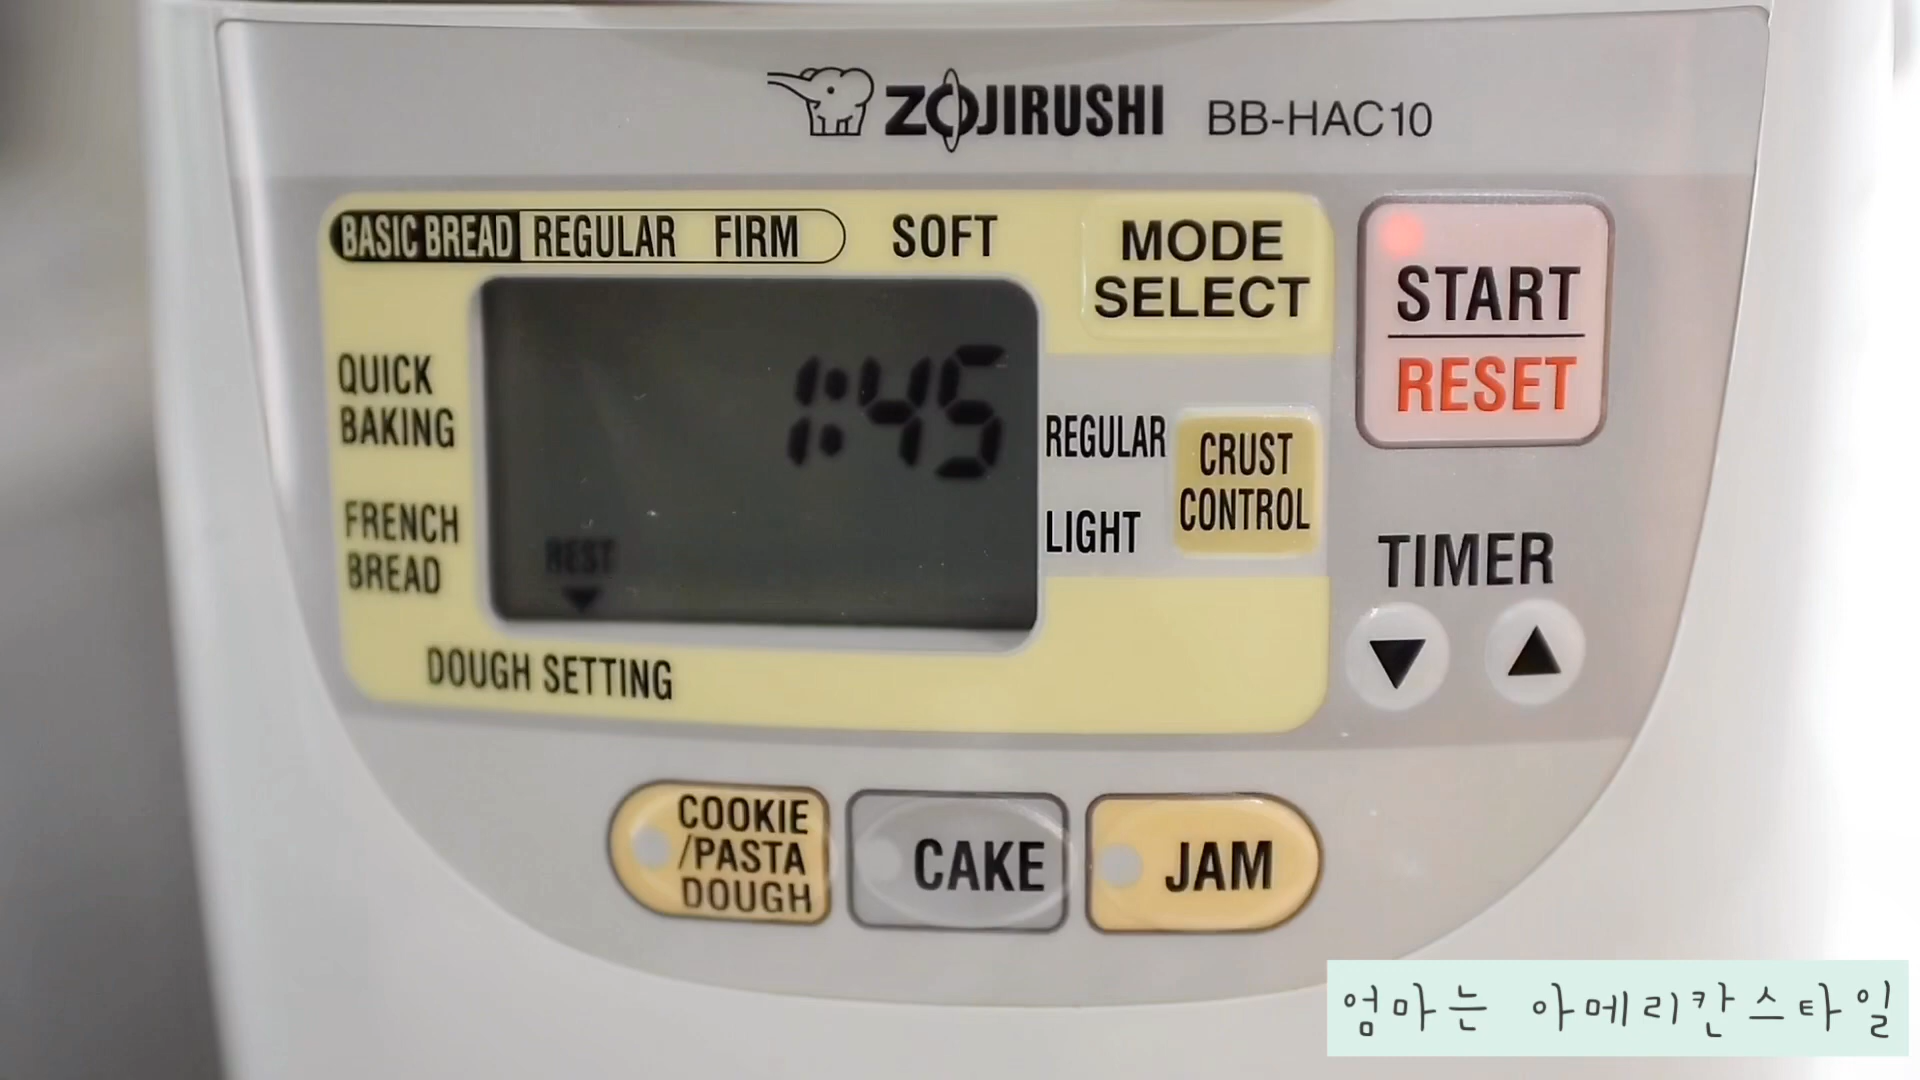 ZOJIRUSHI BB-HAC10
BASIC BREAD REGULAR FIRM SOFT
MODE
SELECT
START
RESET
1:45
QUICK
BAKING
REGULAR
CRUST
CONTROL
LIGHT
FRENCH
BREAD
REST
TIMER
DOUGH SETTING
COOKIE
/PASTA
DOUGH
CAKE
JAM
엄마는 아메리칸스타일